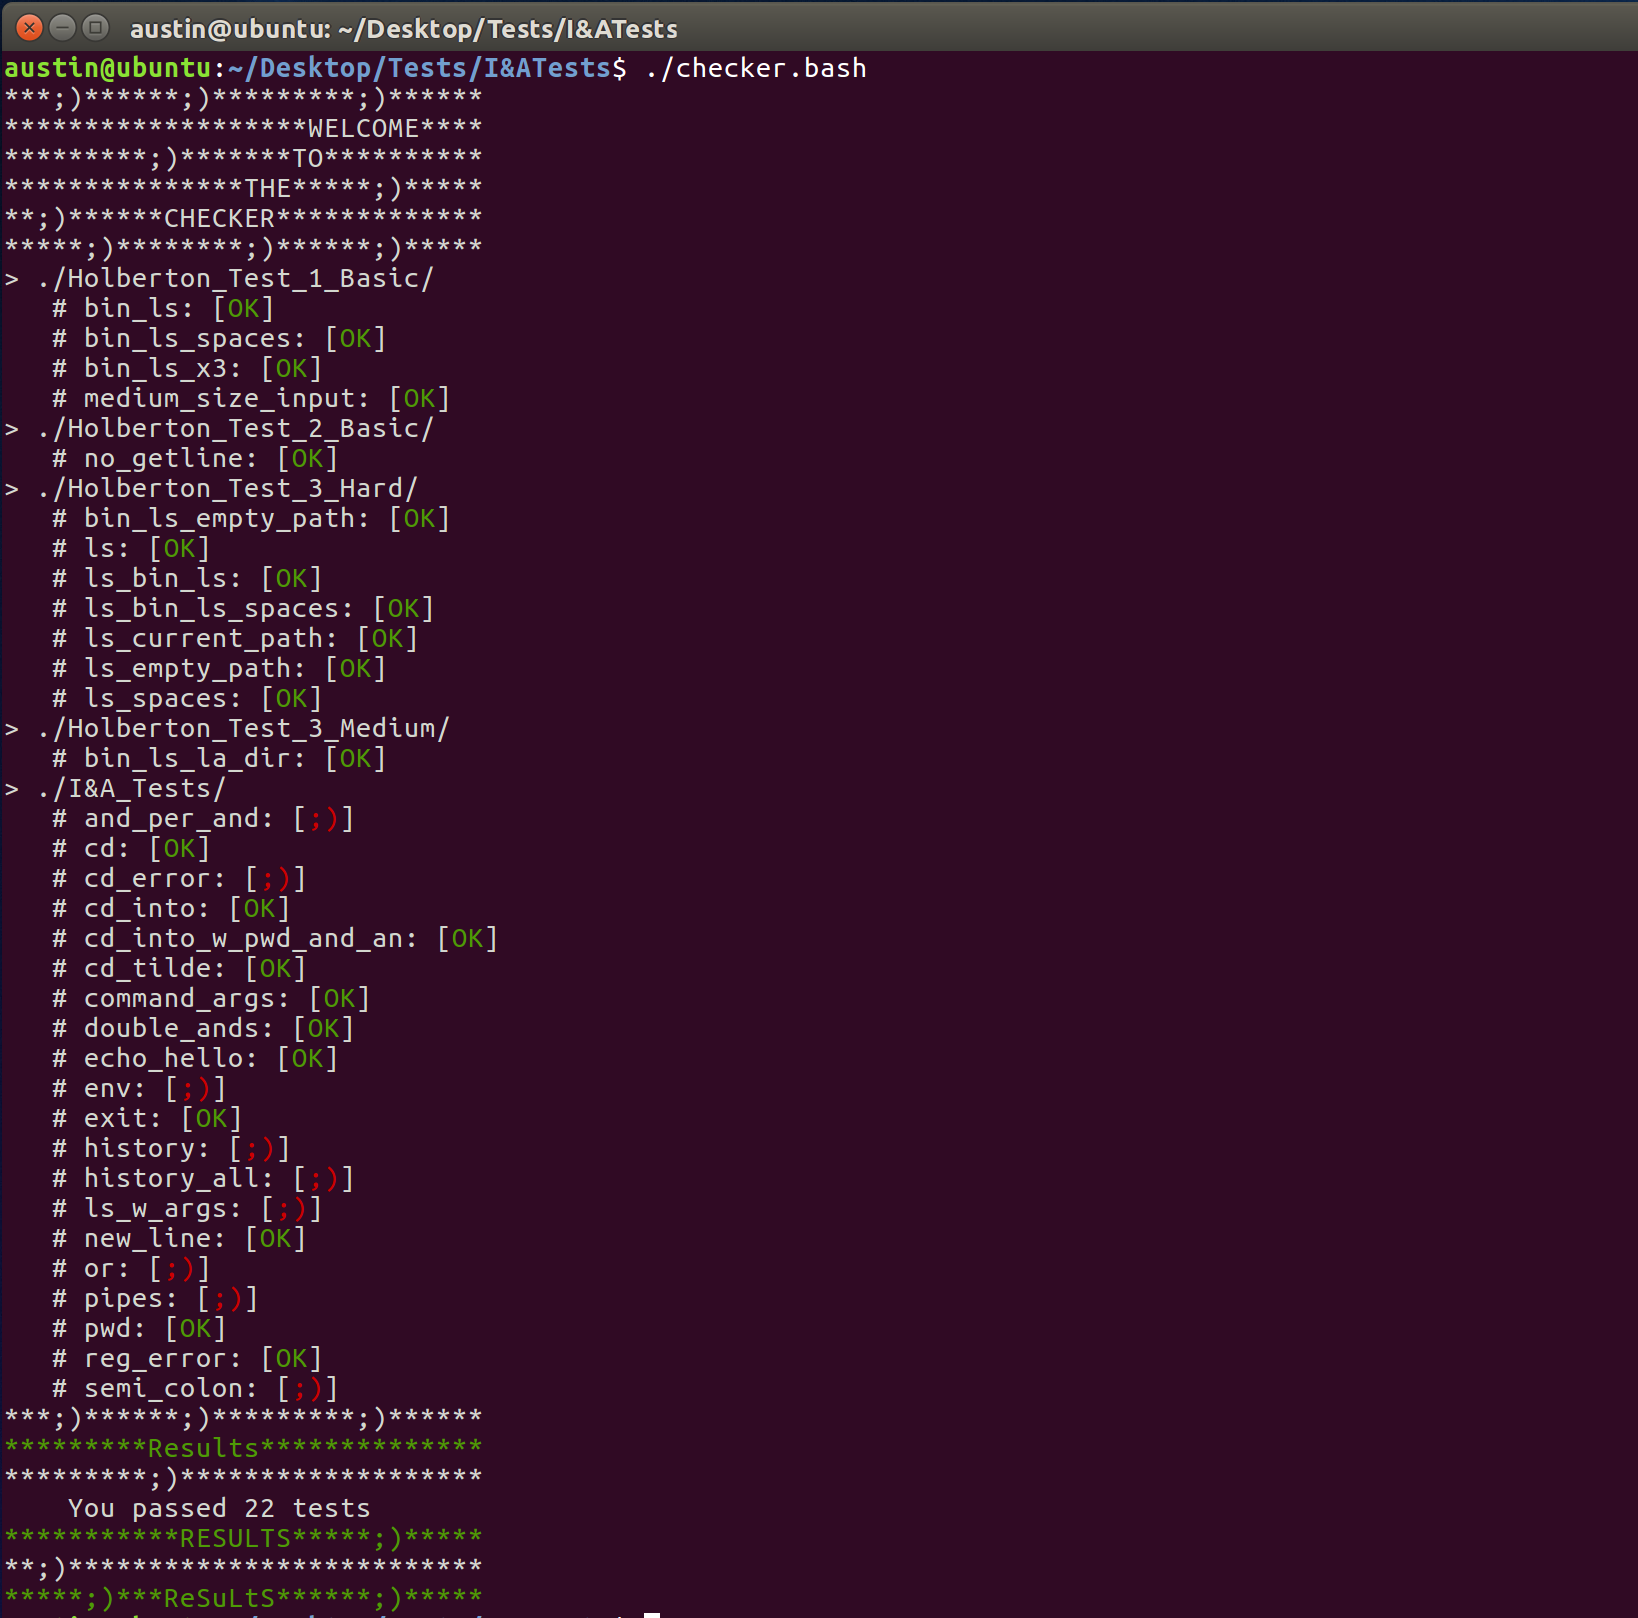 austin@ubuntu: ~/Desktop/Tests/I&ATests
austin@ubuntu:~/Desktop/Tests/I&ATests$ ./checker.bash
***;)******;)*********;)******
*******************WELCOME****
*********;)*******TO**********
***************THE*****;)*****
**;)******CHECKER*************
*****;)********;)******;)*****
> ./Holberton_Test_1_Basic/
   # bin_ls: [OK]
   # bin_ls_spaces: [OK]
   # bin_ls_x3: [OK]
   # medium_size_input: [OK]
> ./Holberton_Test_2_Basic/
   # no_getline: [OK]
> ./Holberton_Test_3_Hard/
   # bin_ls_empty_path: [OK]
   # ls: [OK]
   # ls_bin_ls: [OK]
   # ls_bin_ls_spaces: [OK]
   # ls_current_path: [OK]
   # ls_empty_path: [OK]
   # ls_spaces: [OK]
> ./Holberton_Test_3_Medium/
   # bin_ls_la_dir: [OK]
> ./I&A_Tests/
   # and_per_and: [;)]
   # cd: [OK]
   # cd_error: [;)]
   # cd_into: [OK]
   # cd_into_w_pwd_and_an: [OK]
   # cd_tilde: [OK]
   # command_args: [OK]
   # double_ands: [OK]
   # echo_hello: [OK]
   # env: [;)]
   # exit: [OK]
   # history: [;)]
   # history_all: [;)]
   # ls_w_args: [;)]
   # new_line: [OK]
   # or: [;)]
   # pipes: [;)]
   # pwd: [OK]
   # reg_error: [OK]
   # semi_colon: [;)]
***;)******;)*********;)******
*********Results**************
*********;)*******************
    You passed 22 tests
***********RESULTS*****;)*****
**;)**************************
*****;)***ReSuLtS******;)*****